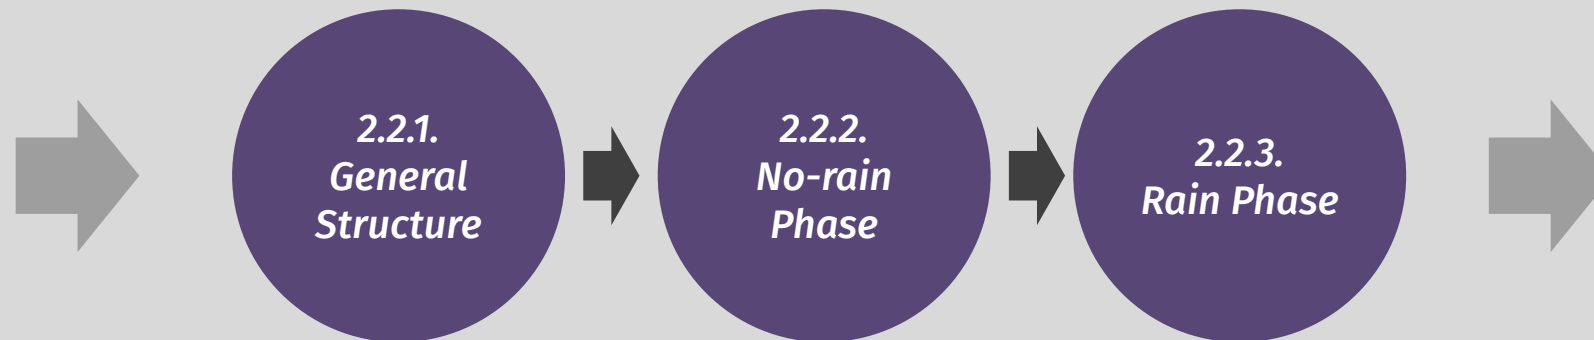 2.2.1.
General
Structure
2.2.2.
No-rain
Phase
2.2.3.
Rain Phase